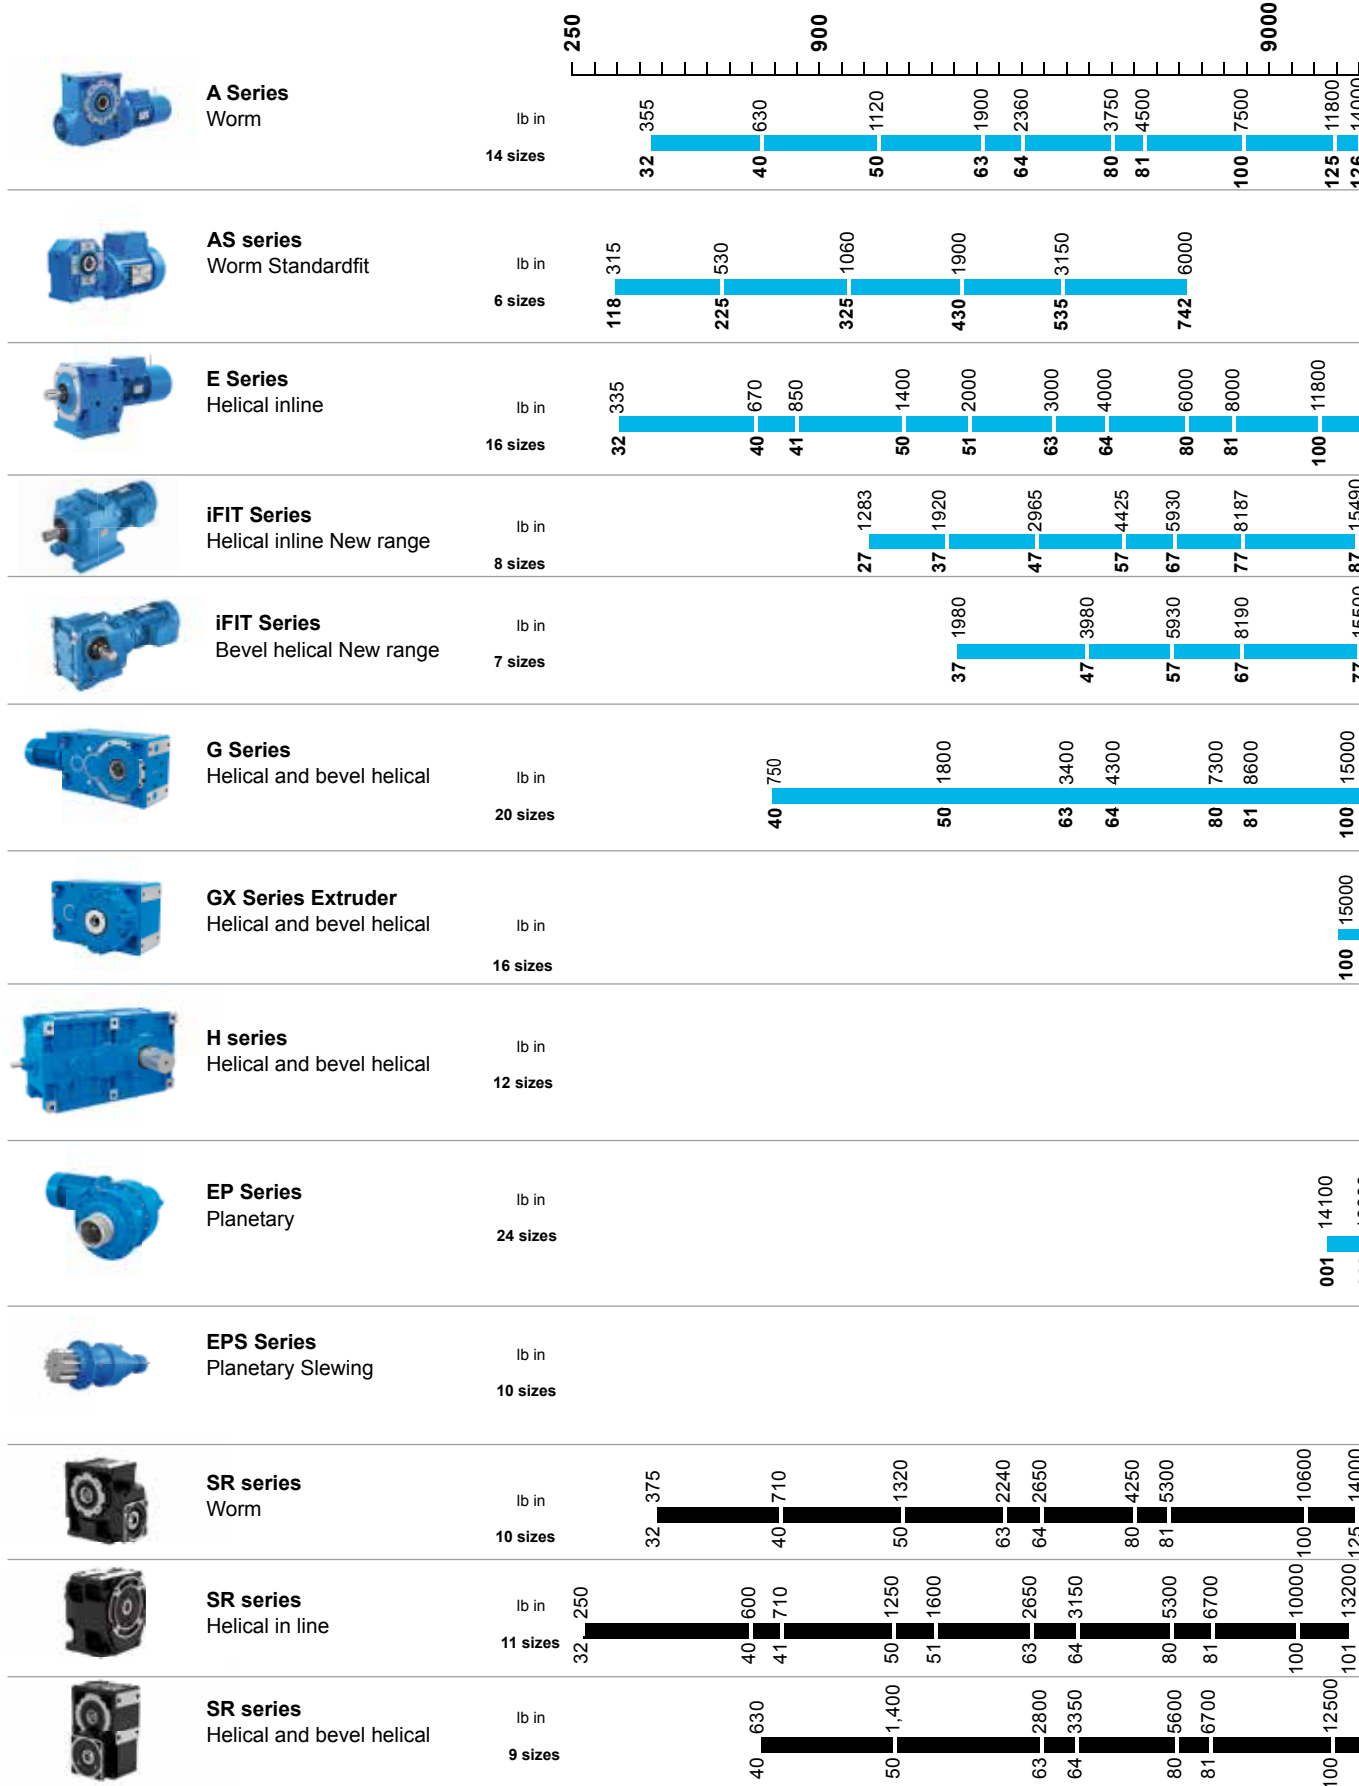 250 900 9000
A Series
Worm
lb in
14 sizes
355 630 1120 1900 2360 3750 4500 7500 11800 14000
32 40 50 63 64 80 81 100 125 126
AS series
Worm Standardfit
lb in
6 sizes
315 530 1060 1900 3150 6000
118 225 325 430 535 742
E Series
Helical inline
lb in
16 sizes
335 670 850 1400 2000 3000 4000 6000 8000 11800
32 40 41 50 51 63 64 80 81 100
iFIT Series
Helical inline New range
lb in
8 sizes
1283 1920 2965 4425 5930 8187 15490
27 37 47 57 67 77 87
iFIT Series
Bevel helical New range
lb in
7 sizes
1980 3980 5930 8190 15500
37 47 57 67 77
G Series
Helical and bevel helical
lb in
20 sizes
750 1800 3400 4300 7300 8600 15000
40 50 63 64 80 81 100
GX Series Extruder
Helical and bevel helical
lb in
16 sizes
15000
100
H series
Helical and bevel helical
lb in
12 sizes
EP Series
Planetary
lb in
24 sizes
14100
001
EPS Series
Planetary Slewing
lb in
10 sizes
SR series
Worm
lb in
10 sizes
375 710 1320 2240 2650 4250 5300 10600 14000
32 40 50 63 64 80 81 100 125
SR series
Helical in line
lb in
11 sizes
250 600 710 1250 1600 2650 3150 5300 6700 10000 13200
32 40 41 50 51 63 64 80 81 100 101
SR series
Helical and bevel helical
lb in
9 sizes
630 1,400 2800 3350 5600 6700 12500
40 50 63 64 80 81 100